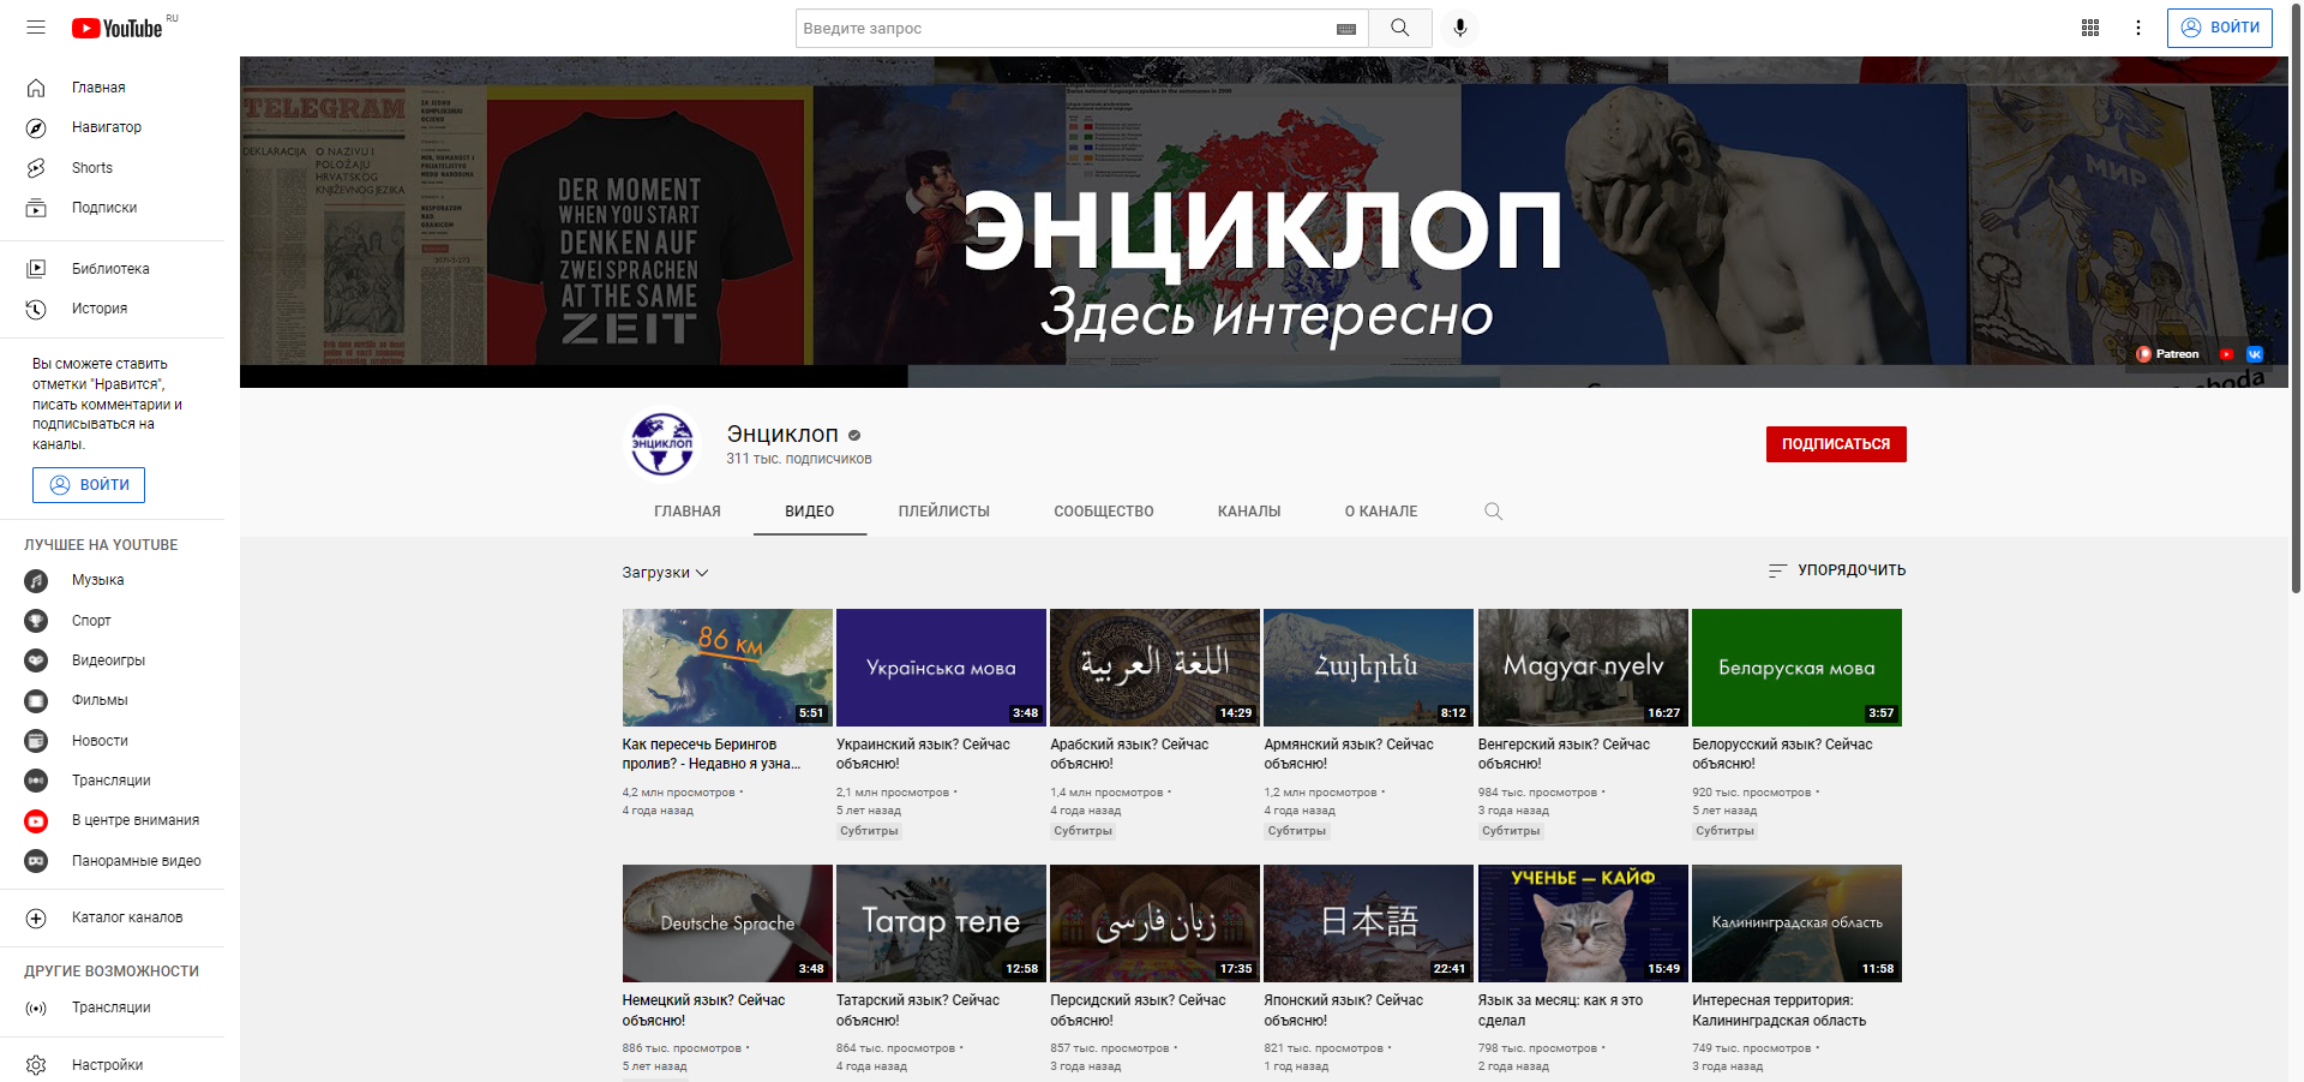 YouTube RU
Введите запрос
ВОЙТИ
Главная
Навигатор
Shorts
Подписки
Библиотека
История
Вы сможете ставить
отметки "Нравится",
писать комментарии и
подписываться на
каналы.
ВОЙТИ
ЛУЧШЕЕ НА YOUTUBE
Музыка
Спорт
Видеоигры
Фильмы
Новости
Трансляции
В центре внимания
Панорамные видео
Каталог каналов
ДРУГИЕ ВОЗМОЖНОСТИ
Трансляции
Настройки
TELEGRAM
DEKLARACIJA
O NAZIVU I
POLOŽAJU
HRVATSKOG
KNJIŽEVNOG JEZIKA
DER MOMENT
WHEN YOU START
DENKEN AUF
ZWEI SPRACHEN
AT THE SAME
ZEIT
ЭНЦИКЛОП
Здесь интересно
МИР
Patreon
Энциклоп
311 тыс. подписчиков
ПОДПИСАТЬСЯ
ГЛАВНАЯ ВИДЕО ПЛЕЙЛИСТЫ СООБЩЕСТВО КАНАЛЫ О КАНАЛЕ
Загрузки
УПОРЯДОЧИТЬ
86 км
5:51
Как пересечь Берингов
пролив? - Недавно я узна...
4,2 млн просмотров •
4 года назад
Українська мова
3:48
Украинский язык? Сейчас
объясню!
2,1 млн просмотров •
5 лет назад
Субтитры
اللغة العربية
14:29
Арабский язык? Сейчас
объясню!
1,4 млн просмотров •
4 года назад
Субтитры
Հայերեն
8:12
Армянский язык? Сейчас
объясню!
1,2 млн просмотров •
4 года назад
Субтитры
Magyar nyelv
16:27
Венгерский язык? Сейчас
объясню!
984 тыс. просмотров •
3 года назад
Субтитры
Беларуская мова
3:57
Белорусский язык? Сейчас
объясню!
920 тыс. просмотров •
5 лет назад
Субтитры
Deutsche Sprache
3:48
Немецкий язык? Сейчас
объясню!
886 тыс. просмотров •
5 лет назад
Татар теле
12:58
Татарский язык? Сейчас
объясню!
864 тыс. просмотров •
4 года назад
زبان فارسی
17:35
Персидский язык? Сейчас
объясню!
857 тыс. просмотров •
3 года назад
日本語
22:41
Японский язык? Сейчас
объясню!
821 тыс. просмотров •
1 год назад
УЧЕНЬЕ — КАЙФ
15:49
Язык за месяц: как я это
сделал
798 тыс. просмотров •
2 года назад
Калининградская область
11:58
Интересная территория:
Калининградская область
749 тыс. просмотров •
3 года назад